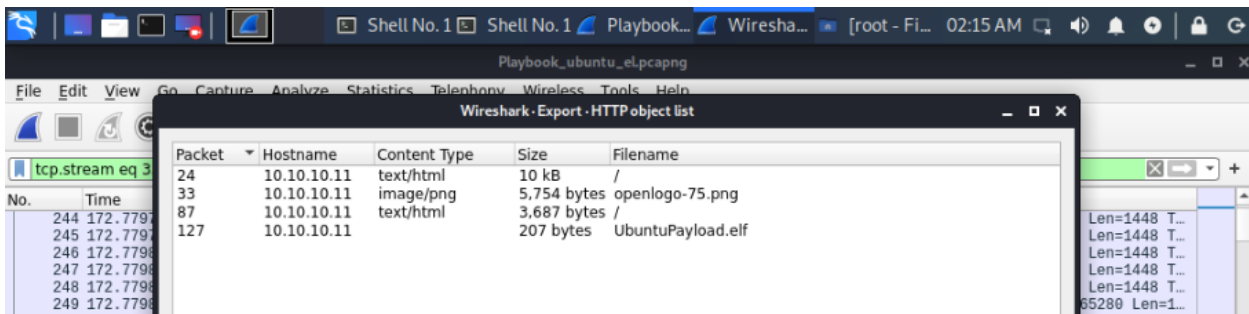 Shell No. 1 Shell No. 1 Playbook... Wiresha... [root - Fi... 02:15 AM
Playbook_ubuntu_el.pcapng
File Edit View Go Capture Analyze Statistics Telephony Wireless Tools Help
Wireshark · Export · HTTP object list
Packet Hostname Content Type Size Filename
tcp.stream eq 3
24 10.10.10.11 text/html 10 kB /
33 10.10.10.11 image/png 5,754 bytes openlogo-75.png
87 10.10.10.11 text/html 3,687 bytes /
127 10.10.10.11 207 bytes UbuntuPayload.elf
No. Time
244 172.7797 Len=1448 T...
245 172.7797 Len=1448 T...
246 172.7798 Len=1448 T...
247 172.7798 Len=1448 T...
248 172.7798 Len=1448 T...
249 172.7798 65280 Len=1...